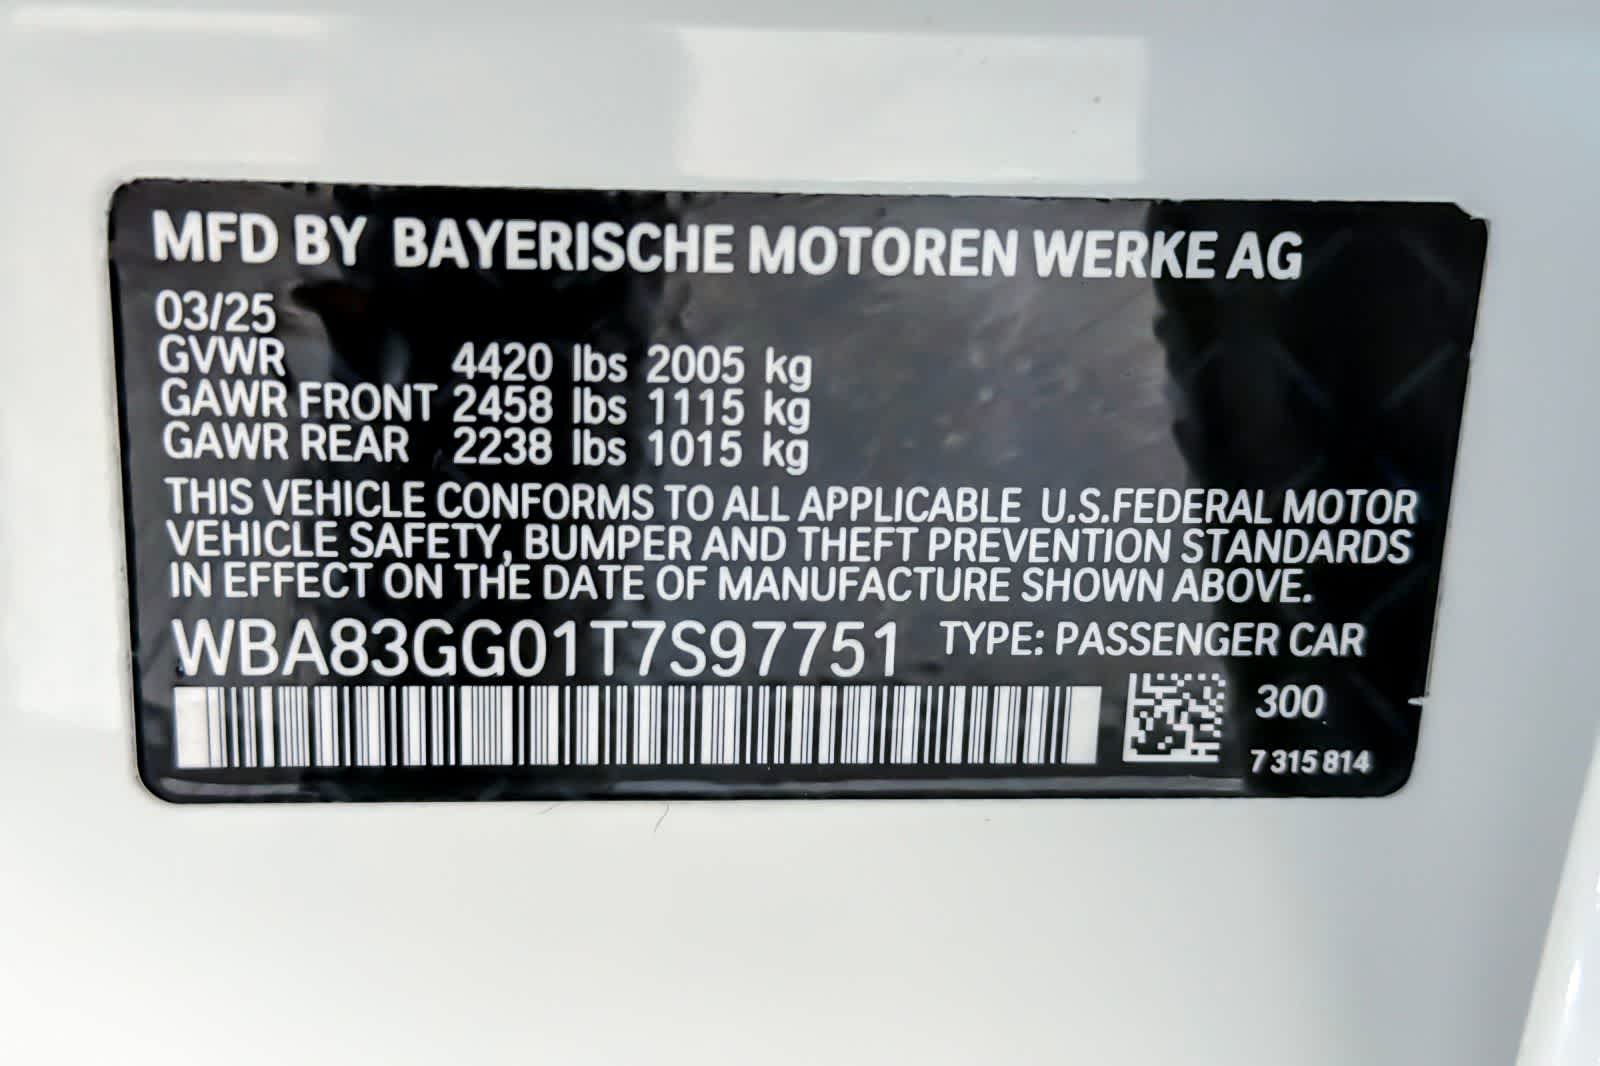 MFD BY BAYERISCHE MOTOREN WERKE AG
03/25
GVWR 4420 lbs 2005 kg
GAWR FRONT 2458 lbs 1115 kg
GAWR REAR 2238 lbs 1015 kg
THIS VEHICLE CONFORMS TO ALL APPLICABLE U.S.FEDERAL MOTOR
VEHICLE SAFETY, BUMPER AND THEFT PREVENTION STANDARDS
IN EFFECT ON THE DATE OF MANUFACTURE SHOWN ABOVE.
WBA83GG01T7S97751 TYPE: PASSENGER CAR
300
7 315 814